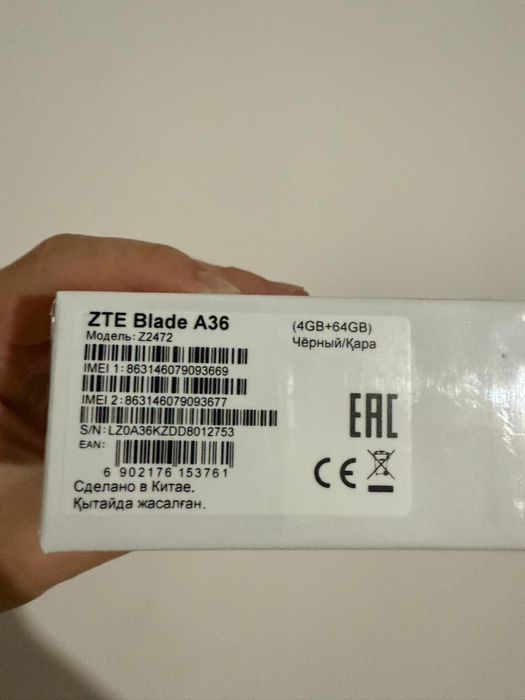 ZTE Blade A36
(4GB+64GB)
Модель: Z2472
Чёрный/Қара
IMEI 1: 863146079093669
IMEI 2: 863146079093677
S/N: LZ0A36KZDD8012753
EAN:
6 902176 153761
EAC
CE
Сделано в Китае.
Қытайда жасалған.